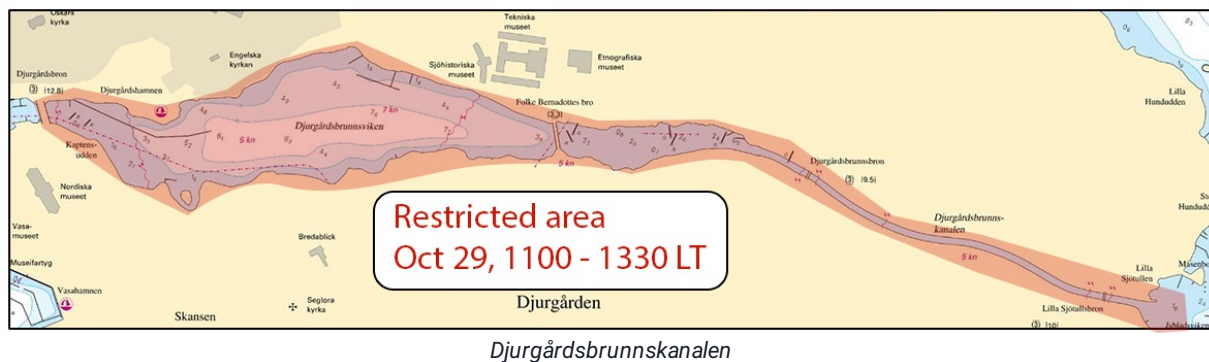 Oskars
kyrka
Tekniska
museet
Engelska
kyrkan
Sjöhistoriska
museet
Etnografiska
museet
Djurgårdsbron
Djurgårdshamnen
Folke Bernadottes bro
Lilla
Hundudden
7 kn
Djurgårdsbrunnsviken
5 kn
5 kn
Kaptens-
udden
Djurgårdsbrunnsbron
Nordiska
museet
Restricted area
Oct 29, 1100 - 1330 LT
Djurgårdsbrunns-
kanalen
5 kn
Vasa-
museet
Bredablick
Museifartyg
Vasahamnen
Lilla
Sjötullen
Seglora
kyrka
Djurgården
Skansen
Lilla Sjötullsbron
Isbladsviken
Djurgårdsbrunnskanalen